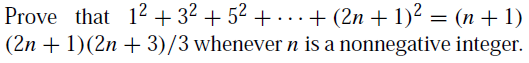 Prove that 1² + 3² + 5² + · · · + (2n + 1)² = (n + 1)
(2n + 1)(2n + 3)/3 whenever n is a nonnegative integer.